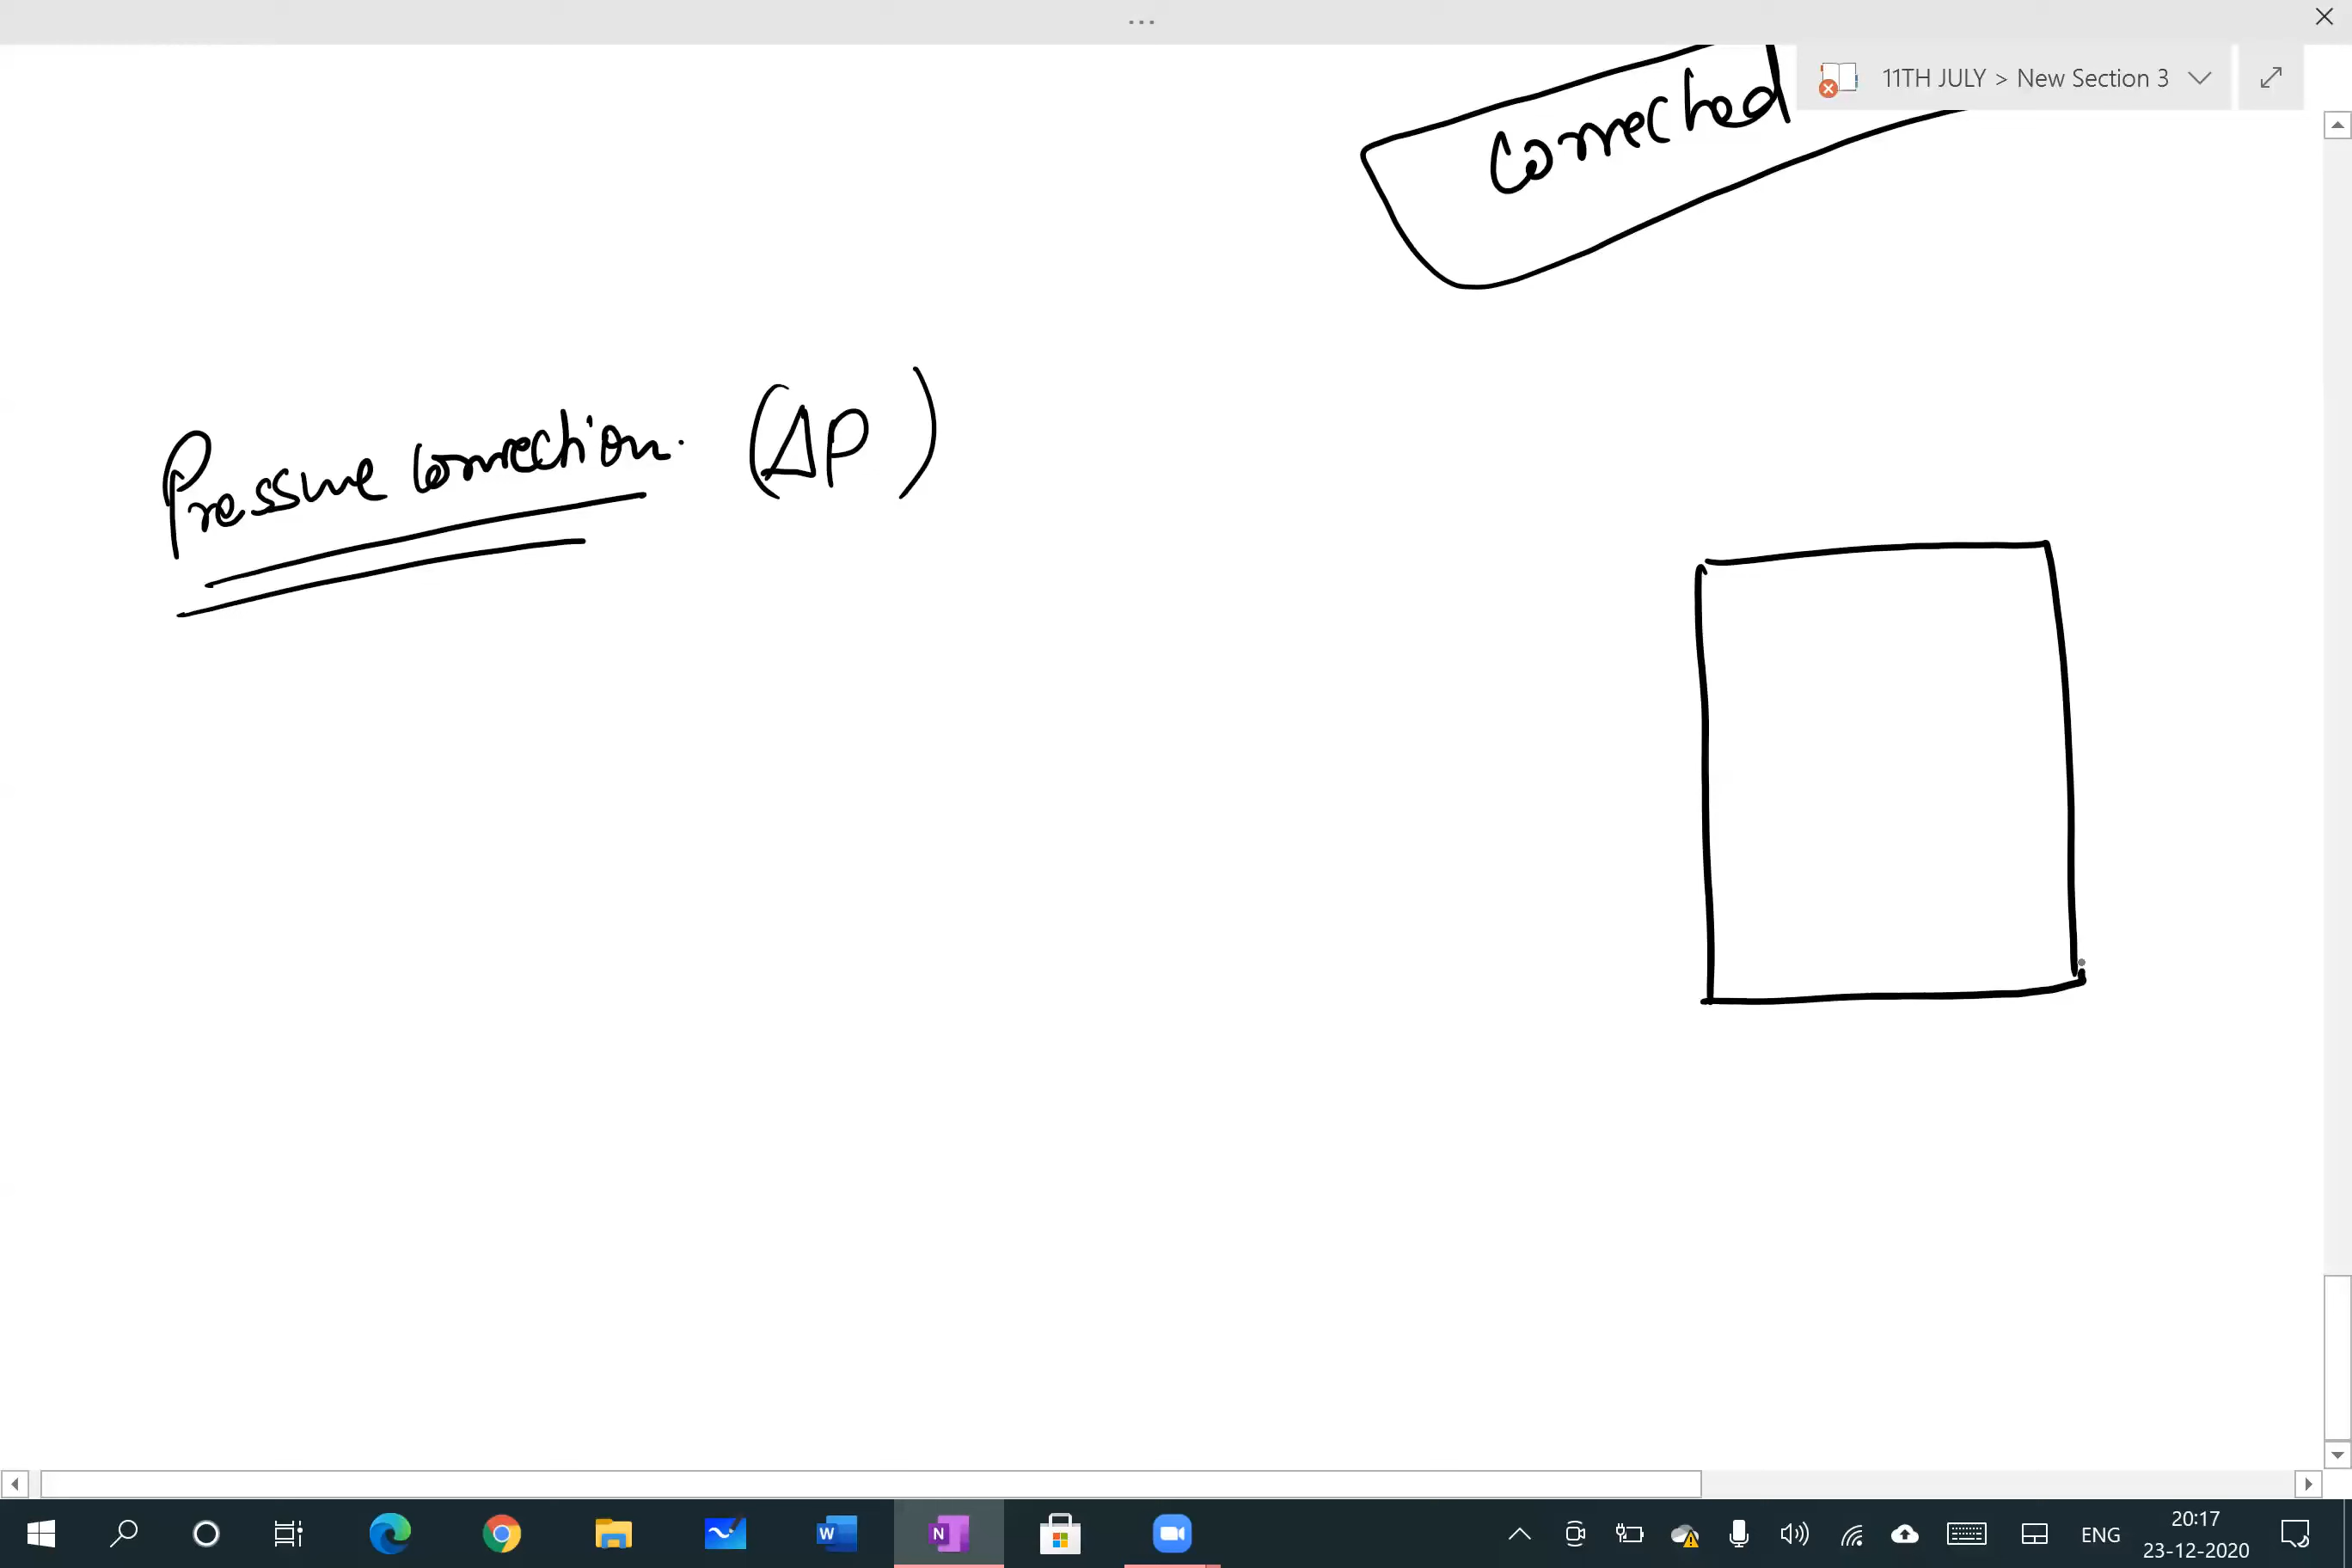 11TH JULY > New Section 3
Corrected
Pressure Correction. (ΔP)
ENG
20:17
23-12-2020